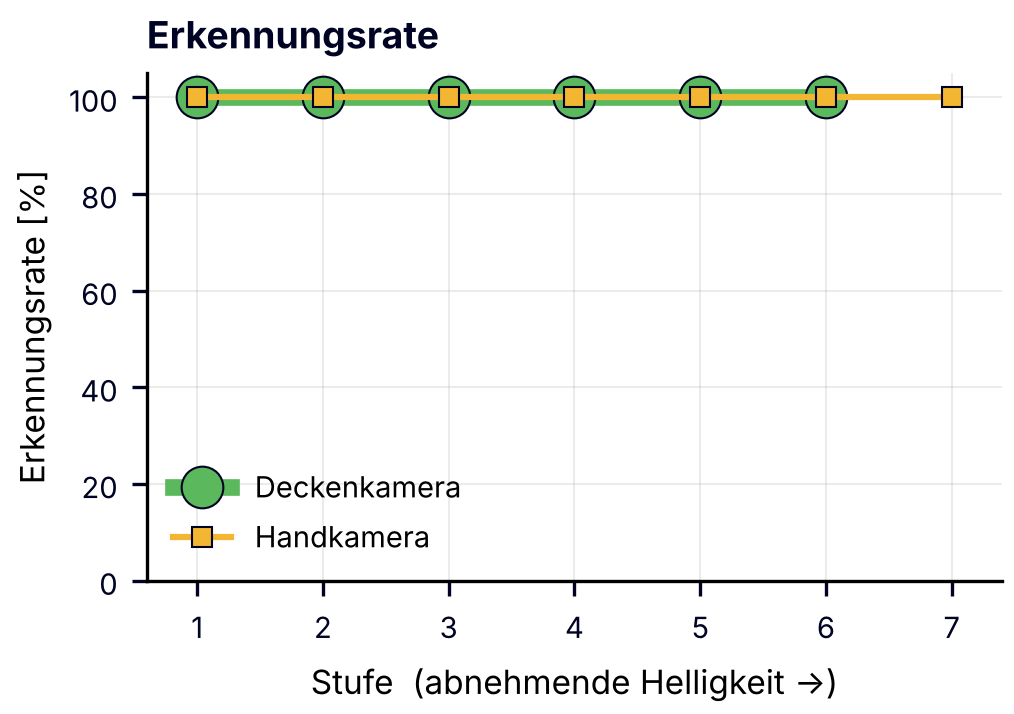 Erkennungsrate
Erkennungsrate [%]
100
80
60
40
20
0
Deckenkamera
Handkamera
1 2 3 4 5 6 7
Stufe (abnehmende Helligkeit →)